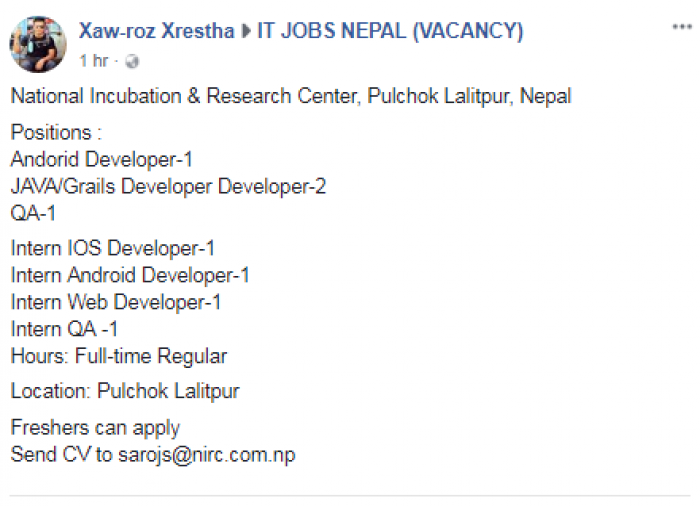 Xaw-roz Xrestha ▶ IT JOBS NEPAL (VACANCY)
1 hr ·
National Incubation & Research Center, Pulchok Lalitpur, Nepal
Positions :
Andorid Developer-1
JAVA/Grails Developer Developer-2
QA-1
Intern IOS Developer-1
Intern Android Developer-1
Intern Web Developer-1
Intern QA -1
Hours: Full-time Regular
Location: Pulchok Lalitpur
Freshers can apply
Send CV to sarojs@nirc.com.np